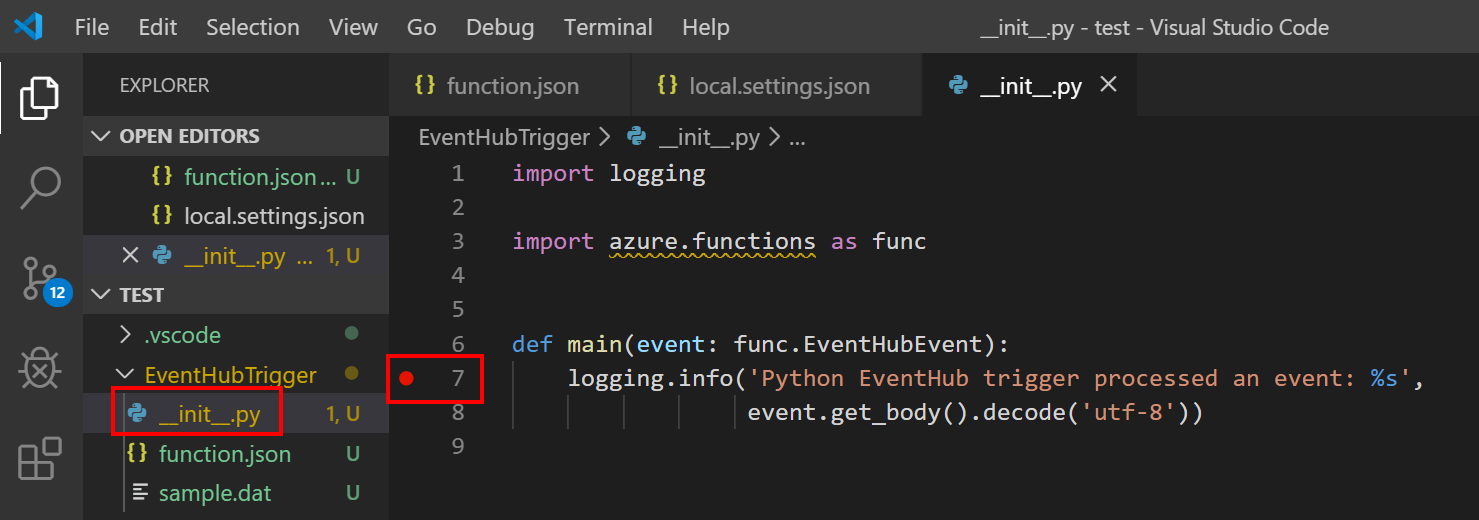 File Edit Selection View Go Debug Terminal Help __init__.py - test - Visual Studio Code
EXPLORER
OPEN EDITORS
{} function.json ... U
{} local.settings.json
__init__.py ... 1, U
TEST
.vscode
EventHubTrigger
__init__.py 1, U
{} function.json U
sample.dat U
12
{} function.json {} local.settings.json __init__.py
EventHubTrigger > __init__.py > ...
1 import logging
2
3 import azure.functions as func
4
5
6 def main(event: func.EventHubEvent):
7 logging.info('Python EventHub trigger processed an event: %s',
8 event.get_body().decode('utf-8'))
9